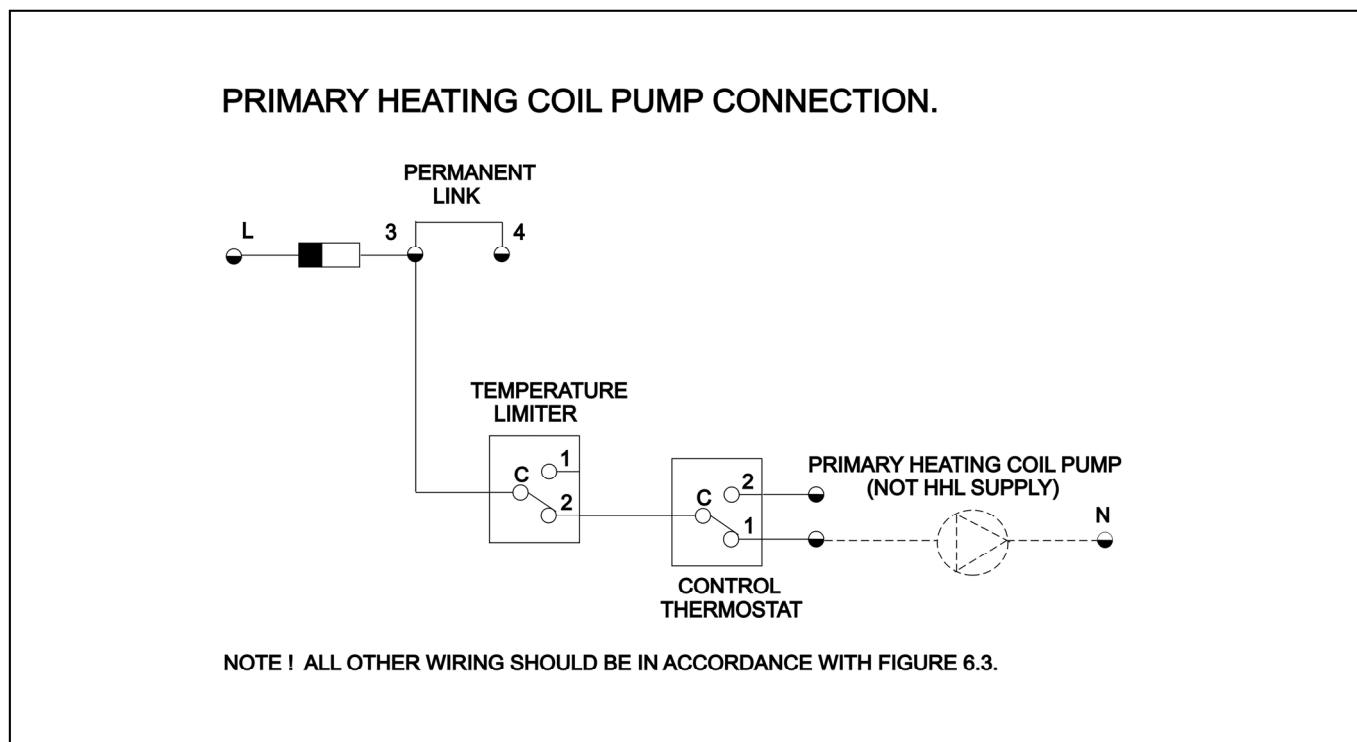 PRIMARY HEATING COIL PUMP CONNECTION.
PERMANENT
LINK
L
3
4
TEMPERATURE
LIMITER
C
1
2
C
2
1
PRIMARY HEATING COIL PUMP
(NOT HHL SUPPLY)
N
CONTROL
THERMOSTAT
NOTE ! ALL OTHER WIRING SHOULD BE IN ACCORDANCE WITH FIGURE 6.3.